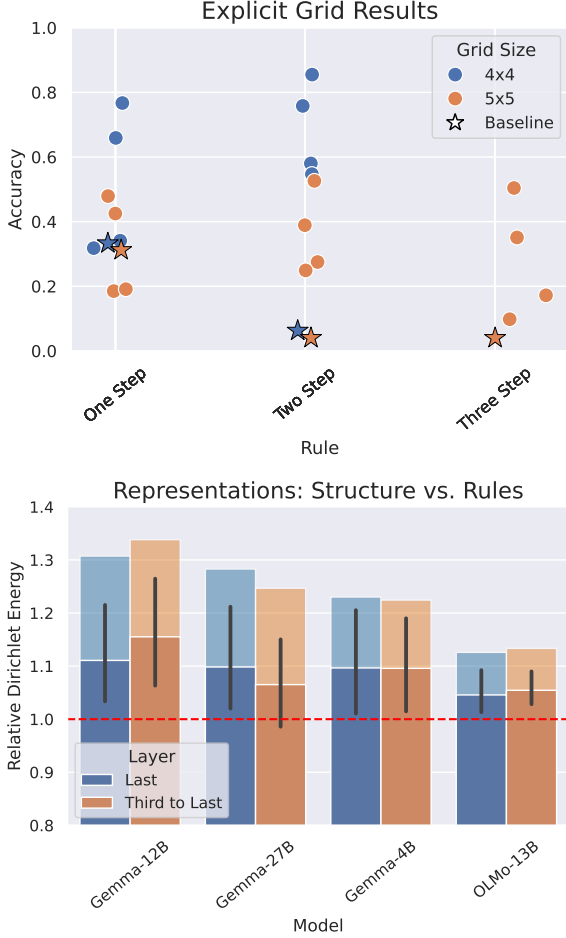 Explicit Grid Results
Accuracy
1.0
0.8
0.6
0.4
0.2
0.0
Grid Size
4x4
5x5
Baseline
One Step
Two Step
Three Step
Rule
Representations: Structure vs. Rules
Relative Dirichlet Energy
1.4
1.3
1.2
1.1
1.0
0.9
0.8
Layer
Last
Third to Last
Gemma-12B
Gemma-27B
Gemma-4B
OLMo-13B
Model